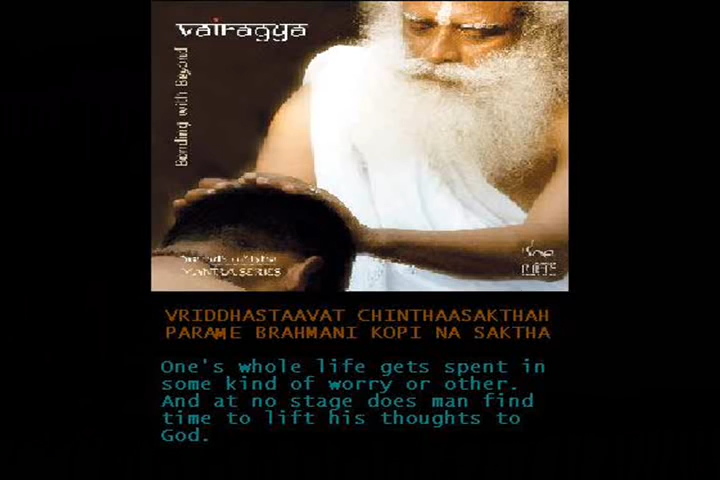 vairagya
Bonding with Beyond
MANTRA SERIES
VRIDDHASTAAVAT CHINTHAASAKTHAH
PARAME BRAHMANI KOPI NA SAKTHA
One's whole life gets spent in
some kind of worry or other.
And at no stage does man find
time to lift his thoughts to
God.